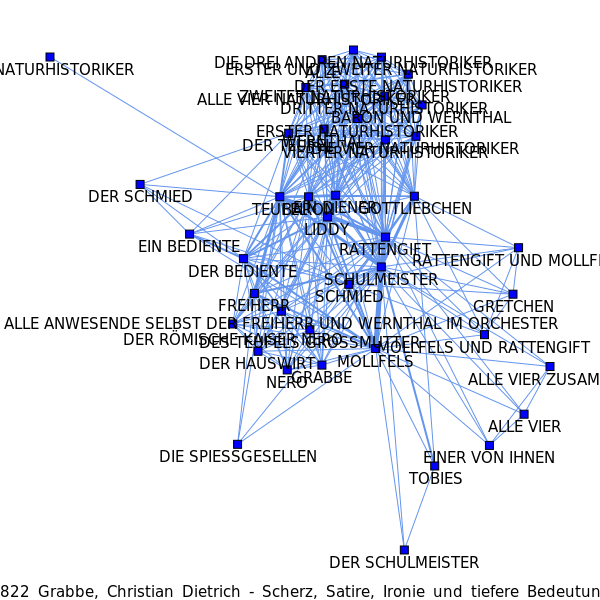 DIE DREI ANDEREN NATURHISTORIKER
NATURHISTORIKER
ERSTER UND ZWEITER NATURHISTORIKER
ALLE
DER ERSTE NATURHISTORIKER
ZWEITER NATURHISTORIKER
ALLE VIER NATURHISTORIKER
DRITTER NATURHISTORIKER
BARON UND WERNTHAL
ERSTER NATURHISTORIKER
WERNTHAL
VIERTER NATURHISTORIKER
DER SCHMIED
BARON
DIENER
GOTTLIEBCHEN
LIDDY
EIN BEDIENTE
RATTENGIFT
RATTENGIFT UND MOLLF
DER BEDIENTE
SCHULMEISTER
SCHMIED
FREIHERR
GRETCHEN
ALLE ANWESENDE SELBST DER FREIHERR UND WERNTHAL IM ORCHESTER
DER RÖMISCHE KAISER NERO
DES TEUFELS GROSSMUTTER
MOLLFELS UND RATTENGIFT
MOLLFELS
DER HAUSWIRT
GRABBE
NERO
ALLE VIER ZUSAM
ALLE VIER
DIE SPIESSGESELLEN
EINER VON IHNEN
TOBIES
DER SCHULMEISTER
822 Grabbe, Christian Dietrich - Scherz, Satire, Ironie und tiefere Bedeutun